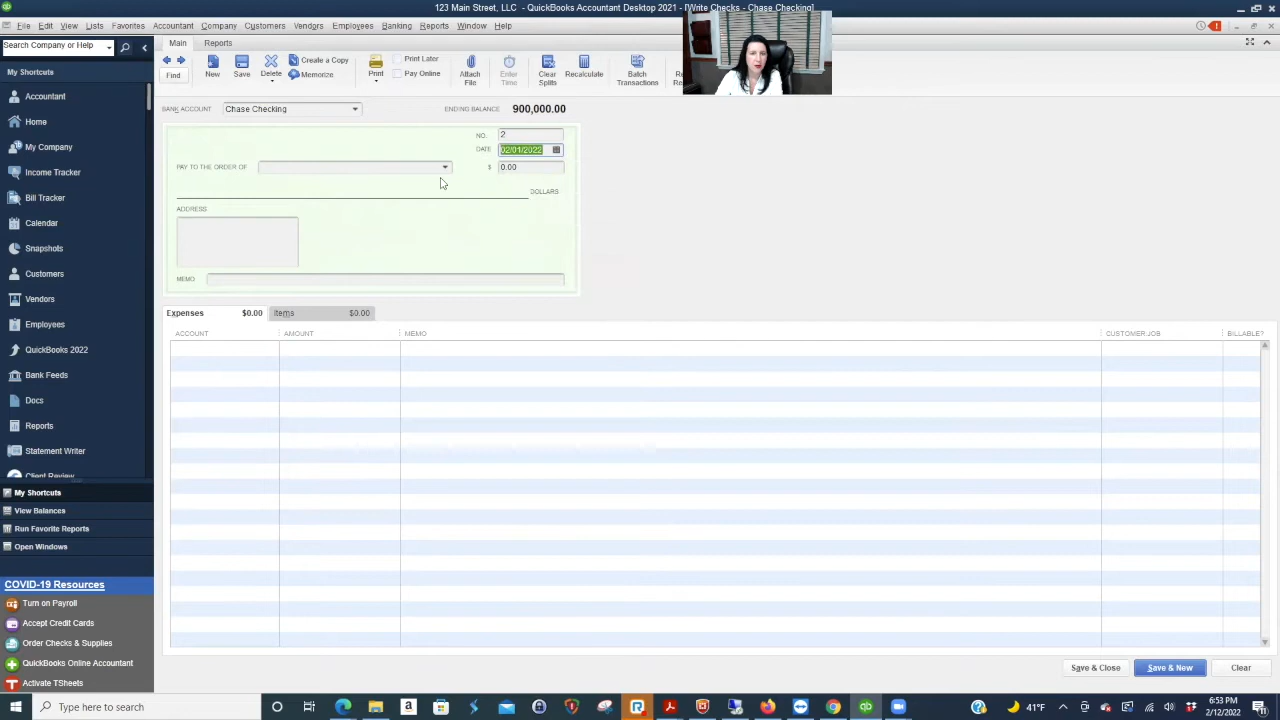 123 Main Street, LLC - QuickBooks Accountant Desktop 2021 - [Write Checks - Chase Checking]
File Edit View Lists Favorites Accountant Company Customers Vendors Employees Banking Reports Window Help
Search Company or Help
My Shortcuts
Accountant
Home
My Company
Income Tracker
Bill Tracker
Calendar
Snapshots
Customers
Vendors
Employees
QuickBooks 2022
Bank Feeds
Docs
Reports
Statement Writer
Client Review
My Shortcuts
View Balances
Run Favorite Reports
Open Windows
COVID-19 Resources
Turn on Payroll
Accept Credit Cards
Order Checks & Supplies
QuickBooks Online Accountant
Activate TSheets
Main Reports
Find
New
Save
Delete
Create a Copy
Memorize
Print
Print Later
Pay Online
Attach File
Enter Time
Clear Splits
Recalculate
Batch Transactions
BANK ACCOUNT Chase Checking ENDING BALANCE 900,000.00
NO. 2
DATE 02/01/2022
PAY TO THE ORDER OF $ 0.00
DOLLARS
ADDRESS
MEMO
Expenses $0.00 Items $0.00
ACCOUNT AMOUNT MEMO CUSTOMER:JOB BILLABLE?
Save & Close Save & New Clear
Type here to search
41°F
6:53 PM
2/12/2022